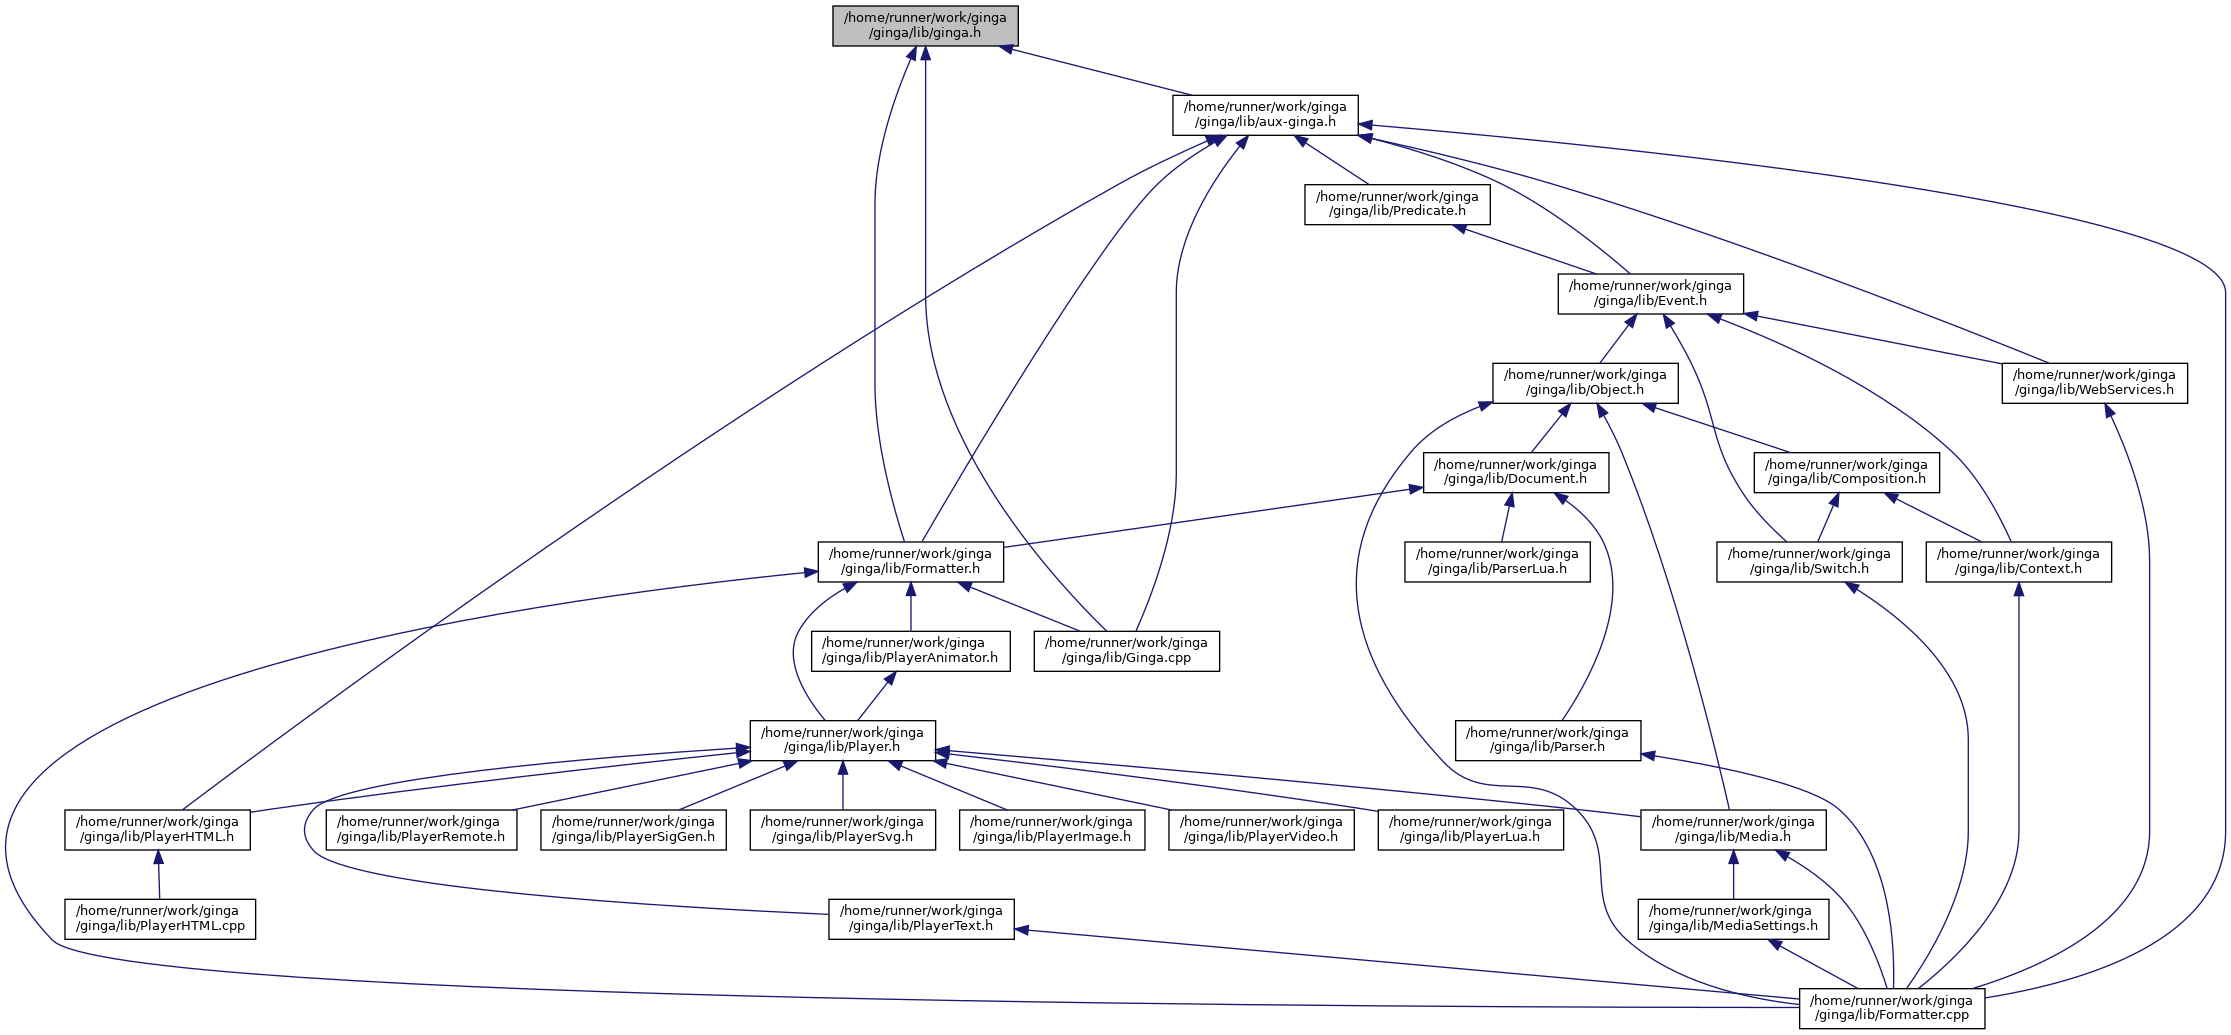 /home/runner/work/ginga
/ginga/lib/ginga.h
/home/runner/work/ginga
/ginga/lib/aux-ginga.h
/home/runner/work/ginga
/ginga/lib/Predicate.h
/home/runner/work/ginga
/ginga/lib/Event.h
/home/runner/work/ginga
/ginga/lib/Object.h
/home/runner/work/ginga
/ginga/lib/WebServices.h
/home/runner/work/ginga
/ginga/lib/Document.h
/home/runner/work/ginga
/ginga/lib/Composition.h
/home/runner/work/ginga
/ginga/lib/Formatter.h
/home/runner/work/ginga
/ginga/lib/ParserLua.h
/home/runner/work/ginga
/ginga/lib/Switch.h
/home/runner/work/ginga
/ginga/lib/Context.h
/home/runner/work/ginga
/ginga/lib/PlayerAnimator.h
/home/runner/work/ginga
/ginga/lib/Ginga.cpp
/home/runner/work/ginga
/ginga/lib/Player.h
/home/runner/work/ginga
/ginga/lib/Parser.h
/home/runner/work/ginga
/ginga/lib/PlayerHTML.h
/home/runner/work/ginga
/ginga/lib/PlayerRemote.h
/home/runner/work/ginga
/ginga/lib/PlayerSigGen.h
/home/runner/work/ginga
/ginga/lib/PlayerSvg.h
/home/runner/work/ginga
/ginga/lib/PlayerImage.h
/home/runner/work/ginga
/ginga/lib/PlayerVideo.h
/home/runner/work/ginga
/ginga/lib/PlayerLua.h
/home/runner/work/ginga
/ginga/lib/Media.h
/home/runner/work/ginga
/ginga/lib/PlayerHTML.cpp
/home/runner/work/ginga
/ginga/lib/PlayerText.h
/home/runner/work/ginga
/ginga/lib/MediaSettings.h
/home/runner/work/ginga
/ginga/lib/Formatter.cpp